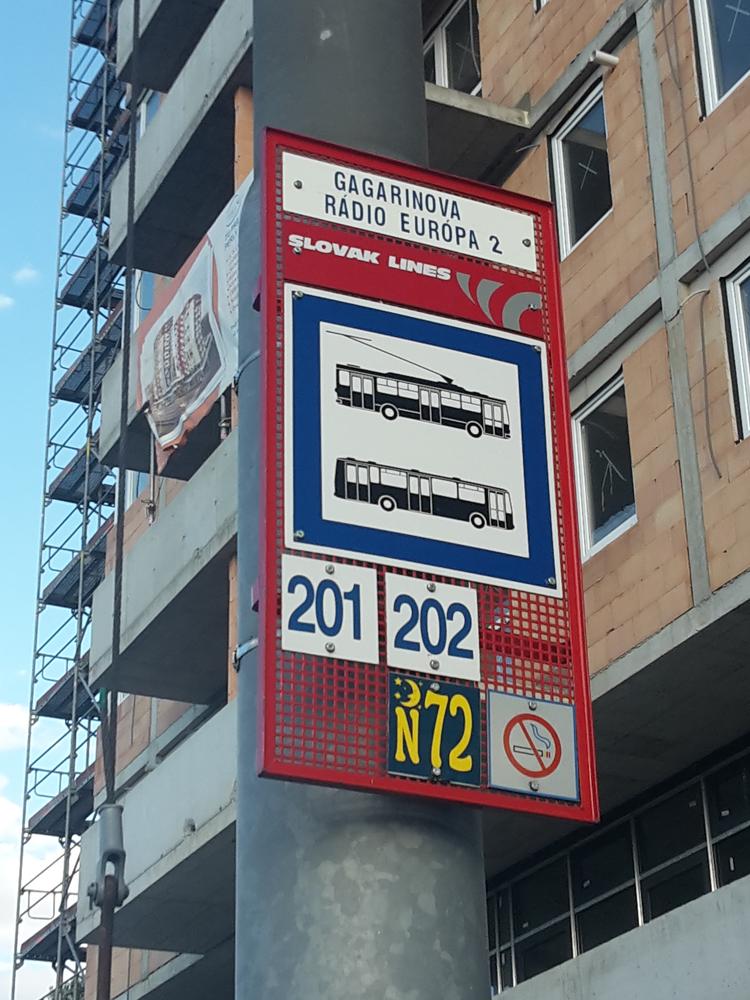 GAGARINOVA
RÁDIO EURÓPA 2
SLOVAK LINES
201
202
N72